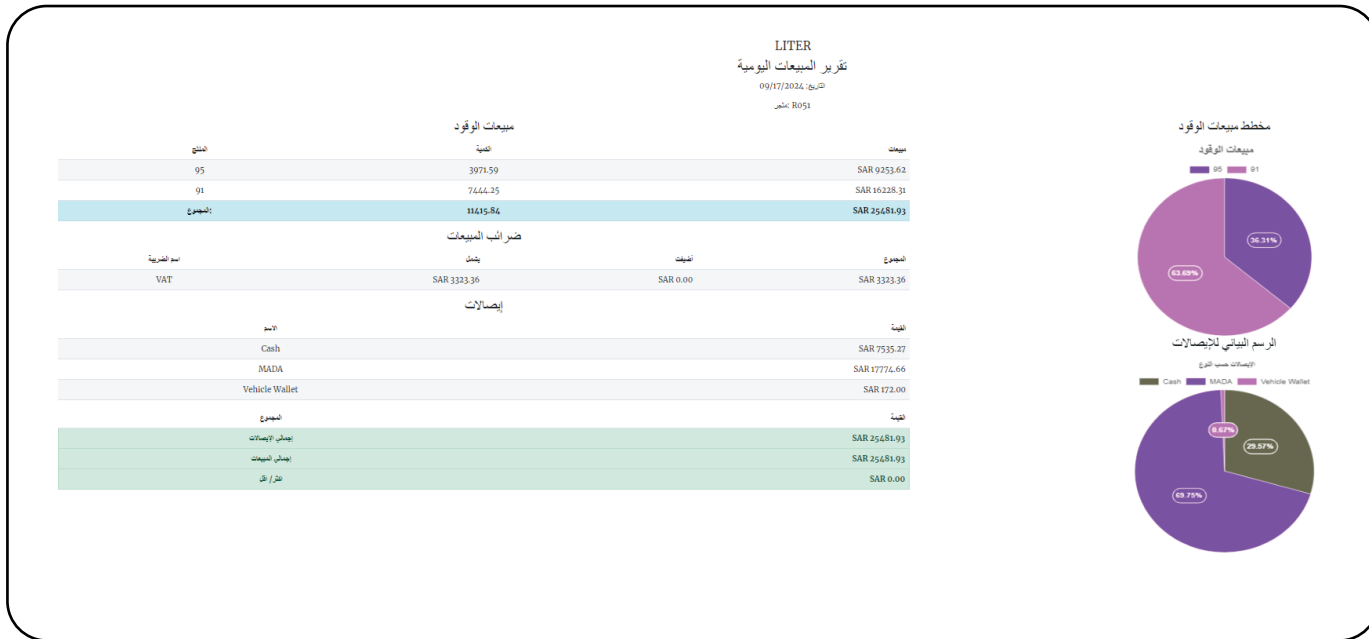 LITER
تقرير المبيعات اليومية
التاريخ: 09/17/2024
متجر: R051
مبيعات الوقود
المنتج الكمية مبيعات
95 3971.59 SAR 9253.62
91 7444.25 SAR 16228.31
المجموع: 11415.84 SAR 25481.93
ضرائب المبيعات
اسم الضريبة يشمل أضيفت المجموع
VAT SAR 3323.36 SAR 0.00 SAR 3323.36
إيصالات
الاسم القيمة
Cash SAR 7535.27
MADA SAR 17774.66
Vehicle Wallet SAR 172.00
المجموع القيمة
إجمالي الإيصالات SAR 25481.93
إجمالي المبيعات SAR 25481.93
اكثر/ اقل SAR 0.00
مخطط مبيعات الوقود
مبيعات الوقود
95 91
36.31%
63.69%
الرسم البياني للإيصالات
الإيصالات حسب النوع
Cash MADA Vehicle Wallet
0.67%
29.57%
69.75%